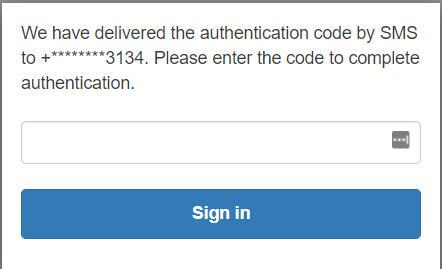 We have delivered the authentication code by SMS
to +********3134. Please enter the code to complete
authentication.
Sign in